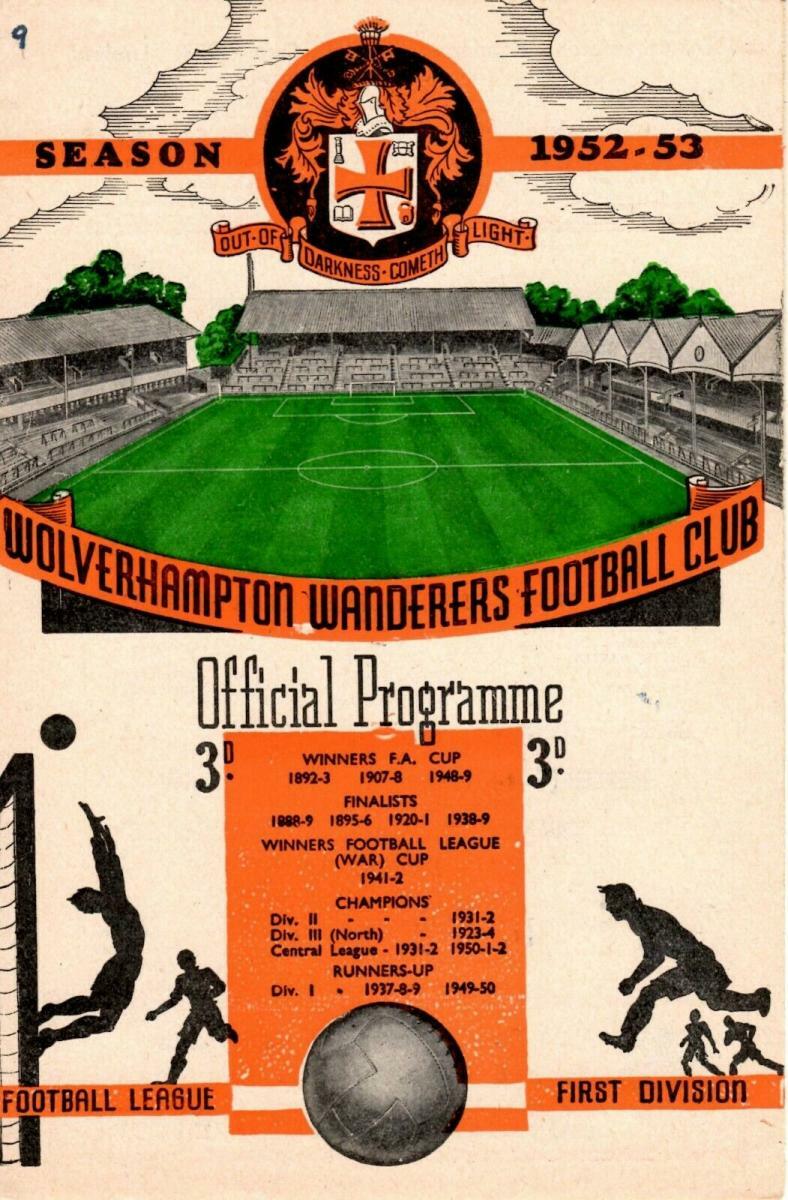 9
SEASON 1952-53
OUT·OF DARKNESS·COMETH LIGHT·
WOLVERHAMPTON WANDERERS FOOTBALL CLUB
Official Programme
3D. 3D.
WINNERS F.A. CUP
1892-3 1907-8 1948-9
FINALISTS
1888-9 1895-6 1920-1 1938-9
WINNERS FOOTBALL LEAGUE
(WAR) CUP
1941-2
CHAMPIONS
Div. II - - - 1931-2
Div. III (North) - 1923-4
Central League - 1931-2 1950-1-2
RUNNERS-UP
Div. I - 1937-8-9 1949-50
FOOTBALL LEAGUE FIRST DIVISION